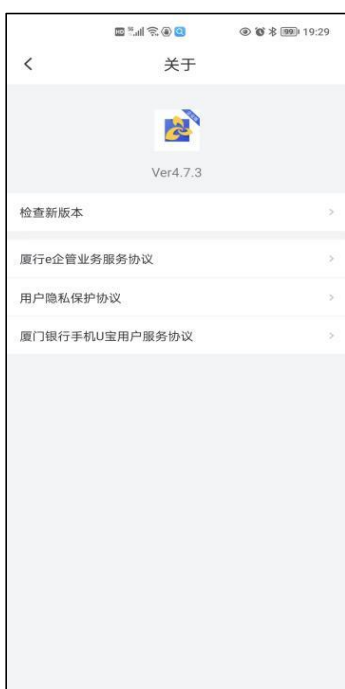 HD 99 19:29
关于
Ver4.7.3
检查新版本
厦行e企管业务服务协议
用户隐私保护协议
厦门银行手机U宝用户服务协议